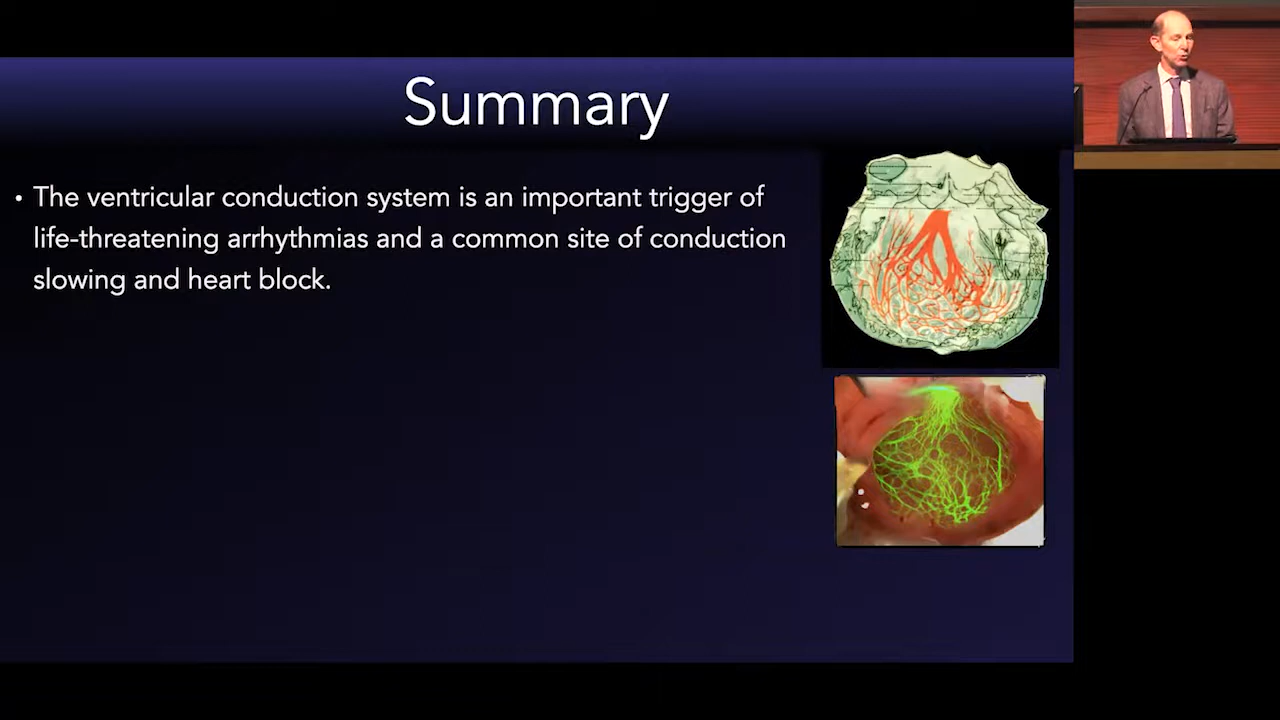 Summary
• The ventricular conduction system is an important trigger of
life-threatening arrhythmias and a common site of conduction
slowing and heart block.